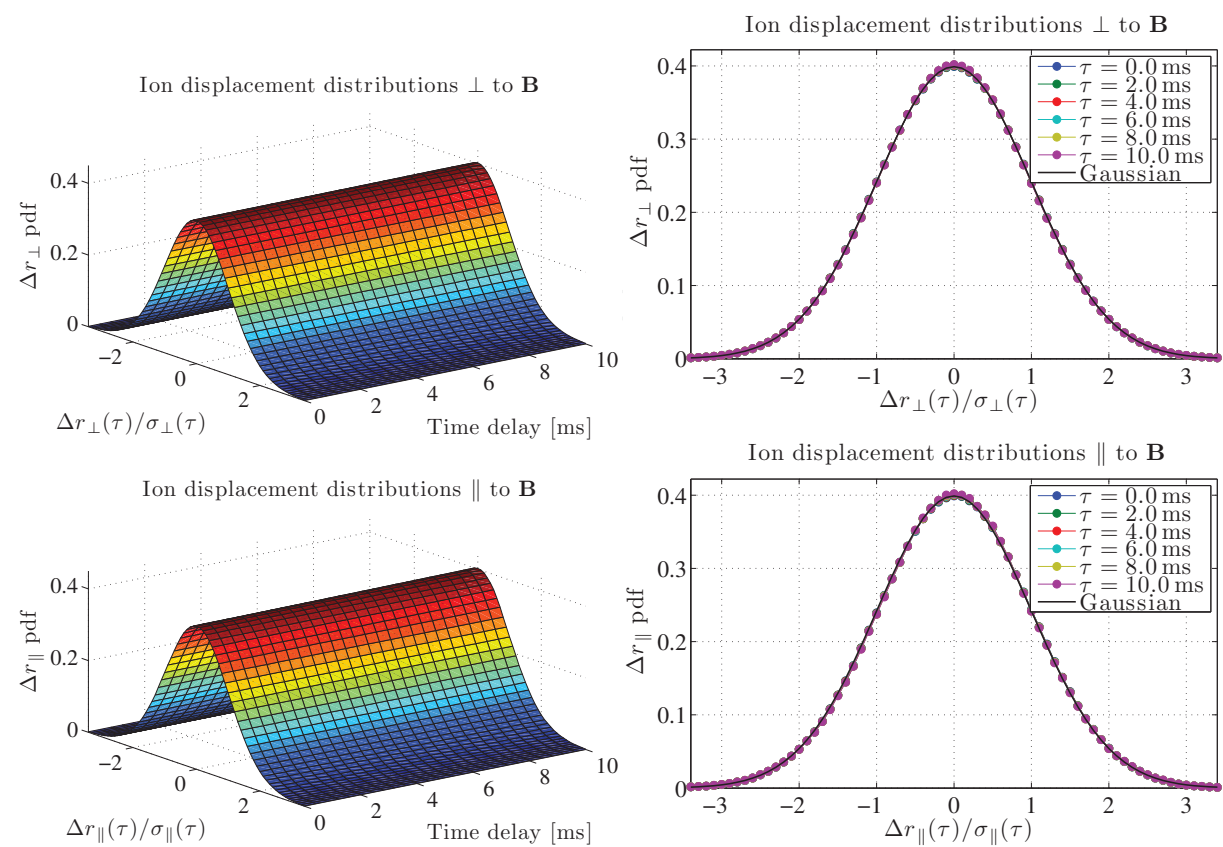 Ion displacement distributions ⊥ to B
0.4
0.2
0
Δr⊥ pdf
−2
0
2
Δr⊥(τ)/σ⊥(τ)
0
2
4
6
8
10
Time delay [ms]
Ion displacement distributions ⊥ to B
0.4
0.3
0.2
0.1
0
Δr⊥ pdf
τ = 0.0 ms
τ = 2.0 ms
τ = 4.0 ms
τ = 6.0 ms
τ = 8.0 ms
τ = 10.0 ms
Gaussian
−3 −2 −1 0 1 2 3
Δr⊥(τ)/σ⊥(τ)
Ion displacement distributions ∥ to B
0.4
0.2
0
Δr∥ pdf
−2
0
2
Δr∥(τ)/σ∥(τ)
0
2
4
6
8
10
Time delay [ms]
Ion displacement distributions ∥ to B
0.4
0.3
0.2
0.1
0
Δr∥ pdf
τ = 0.0 ms
τ = 2.0 ms
τ = 4.0 ms
τ = 6.0 ms
τ = 8.0 ms
τ = 10.0 ms
Gaussian
−3 −2 −1 0 1 2 3
Δr∥(τ)/σ∥(τ)